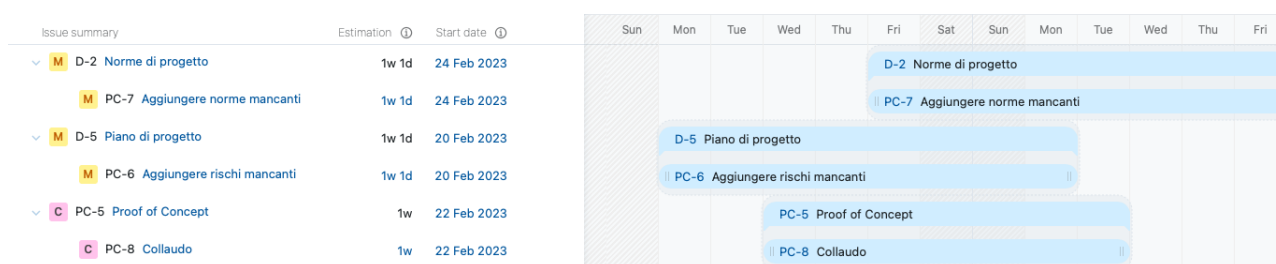 Issue summary Estimation Start date Sun Mon Tue Wed Thu Fri Sat Sun Mon Tue Wed Thu Fri
M D-2 Norme di progetto 1w 1d 24 Feb 2023 D-2 Norme di progetto
M PC-7 Aggiungere norme mancanti 1w 1d 24 Feb 2023 PC-7 Aggiungere norme mancanti
M D-5 Piano di progetto 1w 1d 20 Feb 2023 D-5 Piano di progetto
M PC-6 Aggiungere rischi mancanti 1w 1d 20 Feb 2023 PC-6 Aggiungere rischi mancanti
C PC-5 Proof of Concept 1w 22 Feb 2023 PC-5 Proof of Concept
C PC-8 Collaudo 1w 22 Feb 2023 PC-8 Collaudo